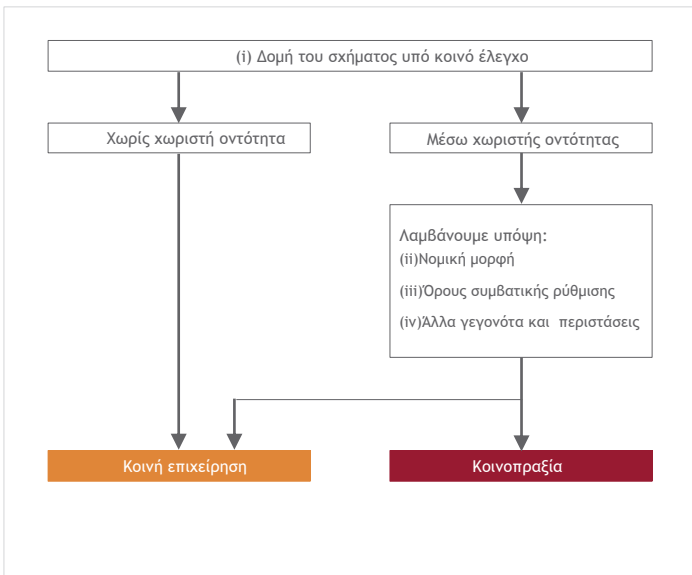 (i) Δομή του σχήματος υπό κοινό έλεγχο
Χωρίς χωριστή οντότητα
Μέσω χωριστής οντότητας
Λαμβάνουμε υπόψη:
(ii)Νομική μορφή
(iii)Όρους συμβατικής ρύθμισης
(iv)Άλλα γεγονότα και περιστάσεις
Κοινή επιχείρηση
Κοινοπραξία